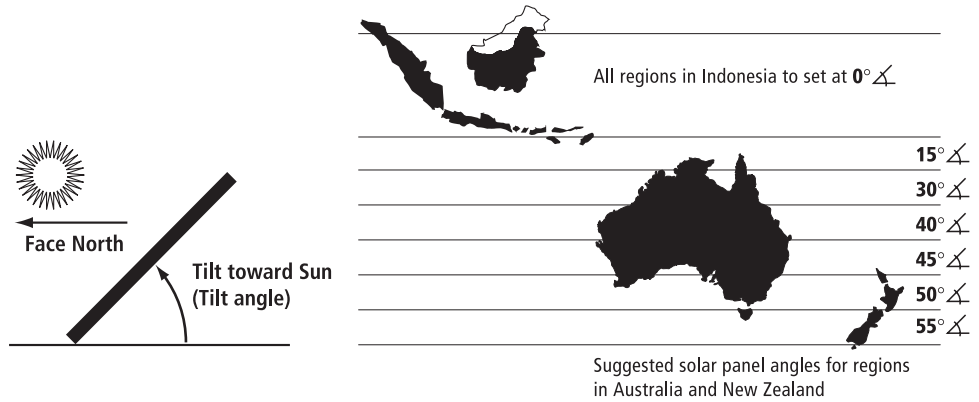 Face North
Tilt toward Sun
(Tilt angle)
All regions in Indonesia to set at 0°∡
15°∡
30°∡
40°∡
45°∡
50°∡
55°∡
Suggested solar panel angles for regions
in Australia and New Zealand